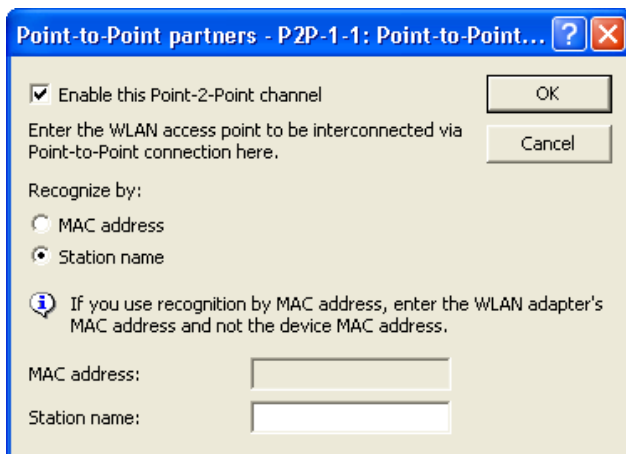 Point-to-Point partners - P2P-1-1: Point-to-Point...
Enable this Point-2-Point channel
OK
Enter the WLAN access point to be interconnected via
Point-to-Point connection here.
Cancel
Recognize by:
MAC address
Station name
If you use recognition by MAC address, enter the WLAN adapter's
MAC address and not the device MAC address.
MAC address:
Station name: